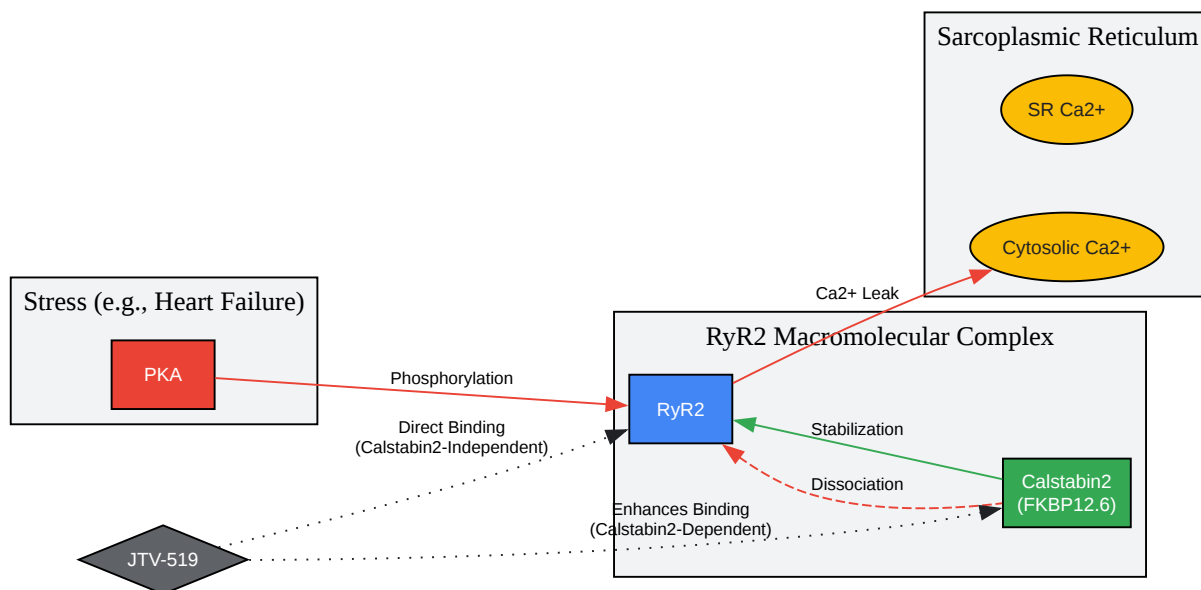 Sarcoplasmic Reticulum
SR Ca2+
Cytosolic Ca2+
Ca2+ Leak
Stress (e.g., Heart Failure)
PKA
Phosphorylation
RyR2 Macromolecular Complex
RyR2
Direct Binding
(Calstabin2-Independent)
Stabilization
Dissociation
Calstabin2
(FKBP12.6)
Enhances Binding
(Calstabin2-Dependent)
JTV-519